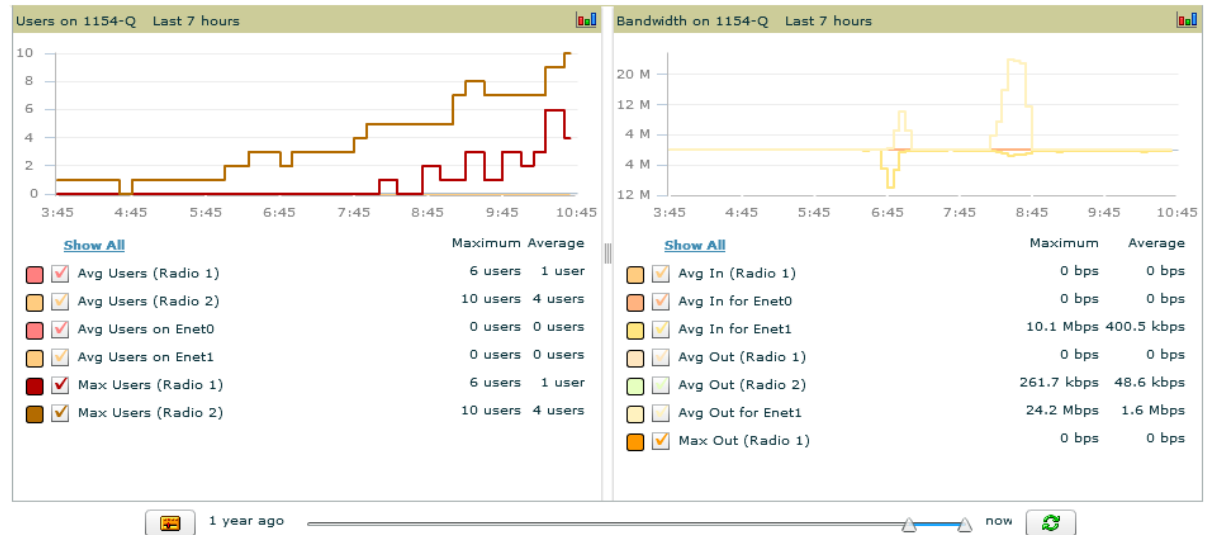 Users on 1154-Q Last 7 hours
10
8
6
4
2
0
3:45 4:45 5:45 6:45 7:45 8:45 9:45 10:45
Show All Maximum Average
Avg Users (Radio 1) 6 users 1 user
Avg Users (Radio 2) 10 users 4 users
Avg Users on Enet0 0 users 0 users
Avg Users on Enet1 0 users 0 users
Max Users (Radio 1) 6 users 1 user
Max Users (Radio 2) 10 users 4 users
Bandwidth on 1154-Q Last 7 hours
20 M
12 M
4 M
4 M
12 M
3:45 4:45 5:45 6:45 7:45 8:45 9:45 10:45
Show All Maximum Average
Avg In (Radio 1) 0 bps 0 bps
Avg In for Enet0 0 bps 0 bps
Avg In for Enet1 10.1 Mbps 400.5 kbps
Avg Out (Radio 1) 0 bps 0 bps
Avg Out (Radio 2) 261.7 kbps 48.6 kbps
Avg Out for Enet1 24.2 Mbps 1.6 Mbps
Max Out (Radio 1) 0 bps 0 bps
1 year ago now